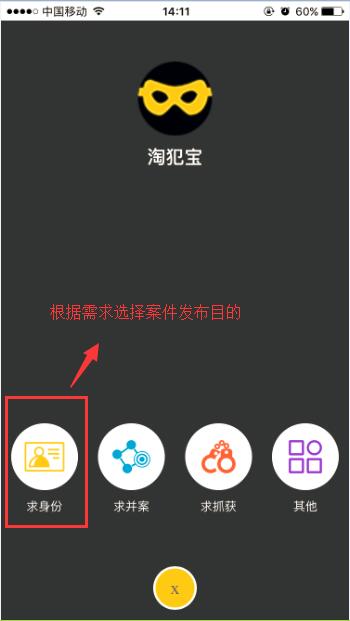 中国移动 14:11 60%
淘犯宝
根据需求选择案件发布目的
求身份 求并案 求抓获 其他
x